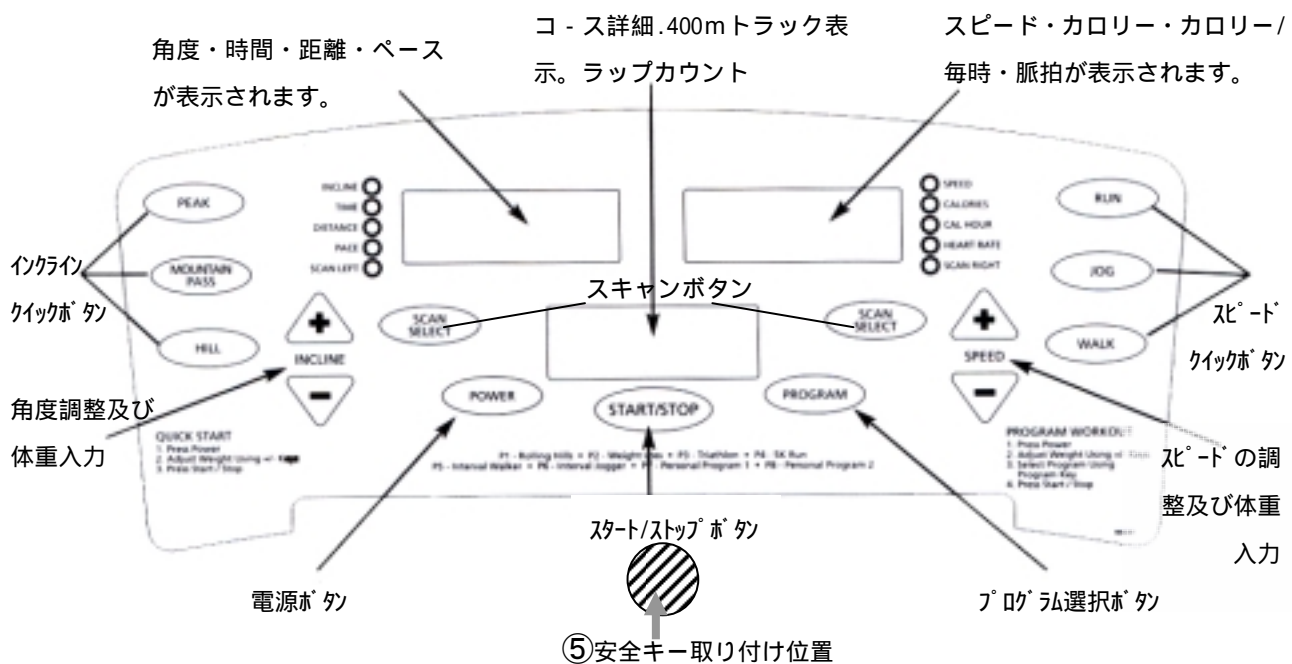 角度・時間・距離・ペース
が表示されます。
コ - ス詳細.400mトラック表
示。ラップカウント
スピード・カロリー・カロリー/
毎時・脈拍が表示されます。
PEAK
MOUNTAIN
PASS
HILL
ｲﾝｸﾗｲﾝ
ｸｲｯｸﾎﾞﾀﾝ
INCLINE
TIME
DISTANCE
PACE
SCAN LEFT
SPEED
CALORIES
CAL HOUR
HEART RATE
SCAN RIGHT
RUN
JOG
WALK
ｽﾋﾟｰﾄﾞ
ｸｲｯｸﾎﾞﾀﾝ
スキャンボタン
SCAN
SELECT
SCAN
SELECT
+
INCLINE
-
+
SPEED
-
POWER
START/STOP
PROGRAM
角度調整及び
体重入力
QUICK START
1. Press Power
2. Adjust Weight Using +/-
3. Press Start / Stop
P1 - Rolling Hills • P2 - Weight Loss • P3 - Triathlon • P4 - 5K Run
P5 - Interval Walker • P6 - Interval Jogger • P7 - Personal Program 1 • P8 - Personal Program 2
PROGRAM WORKOUT
1. Press Power
2. Adjust Weight Using +/-
3. Select Program Using
Program Key
4. Press Start / Stop
ｽﾋﾟｰﾄﾞの調
整及び体重
入力
ｽﾀｰﾄ/ｽﾄｯﾌﾟﾎﾞﾀﾝ
電源ﾎﾞﾀﾝ
ﾌﾟﾛｸﾞﾗﾑ選択ﾎﾞﾀﾝ
⑤安全キー取り付け位置